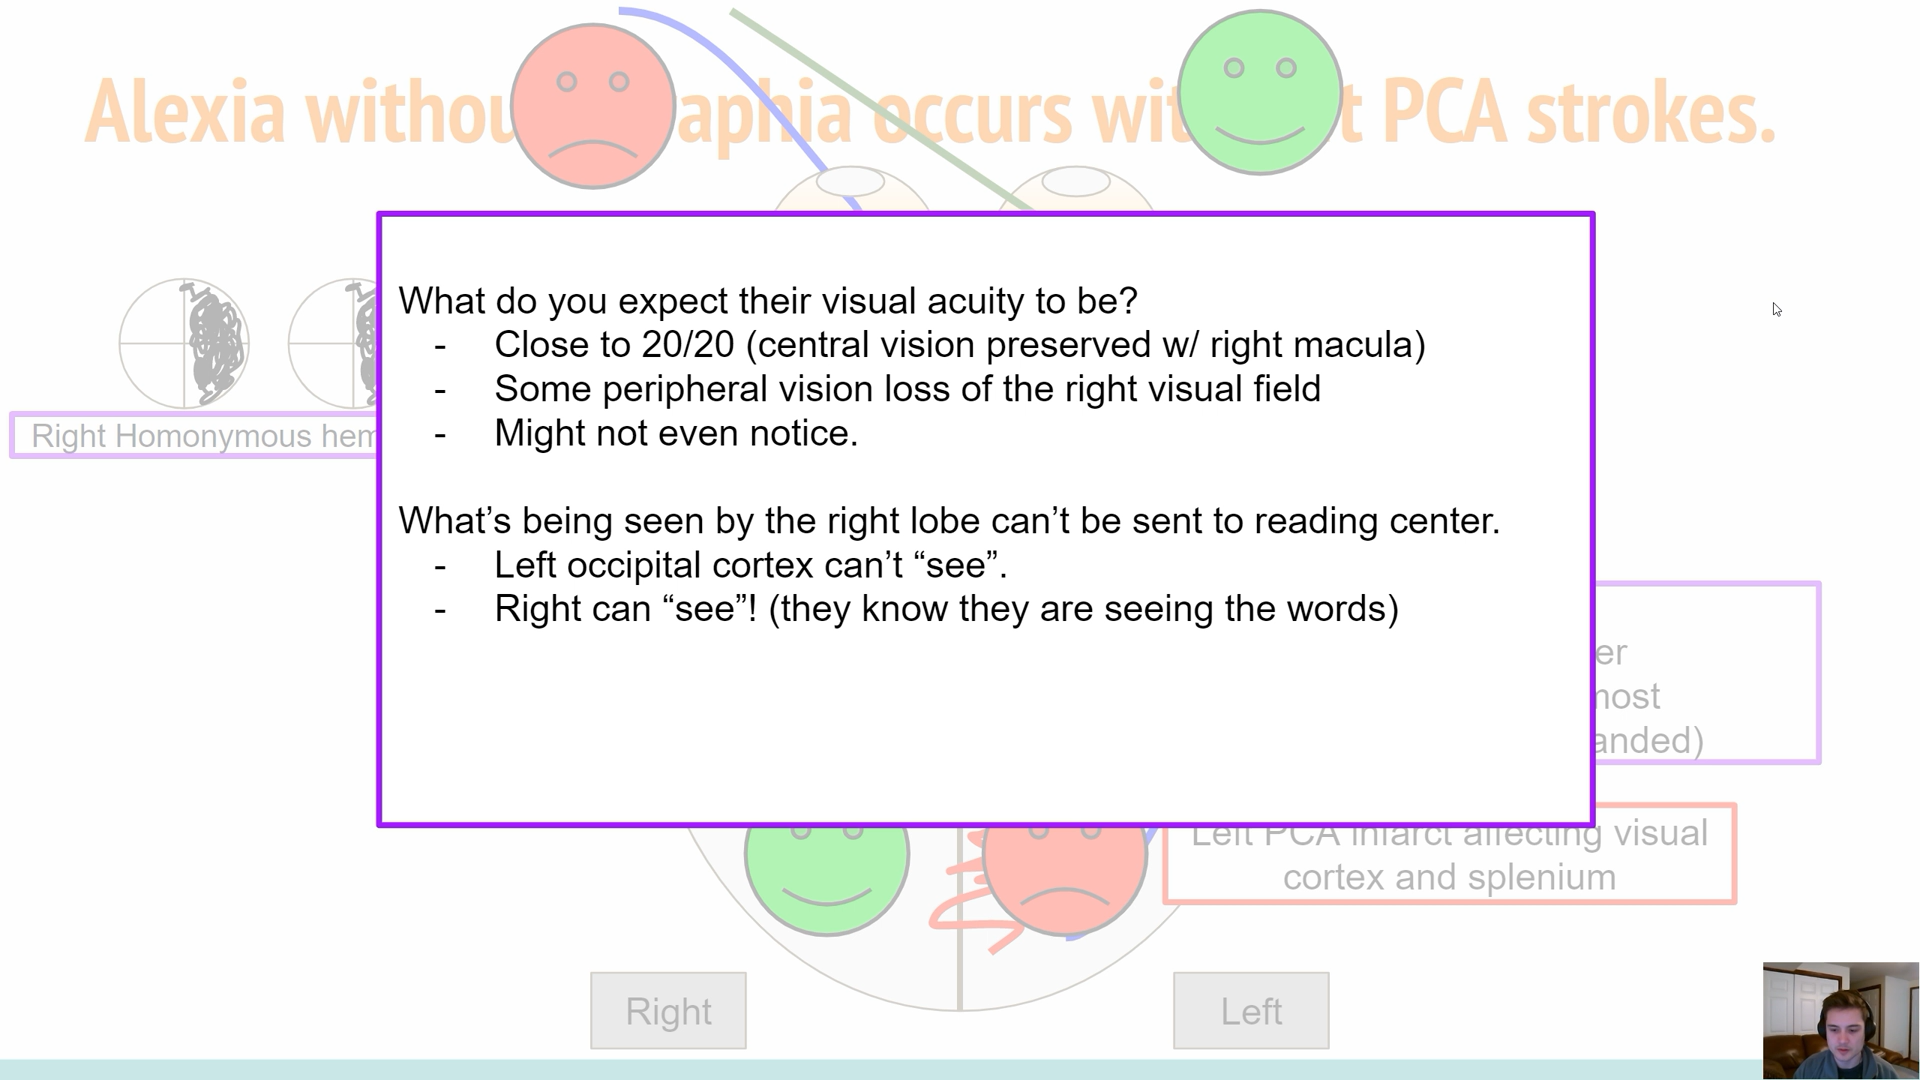 Alexia withou aphia occurs wit t PCA strokes.
What do you expect their visual acuity to be?
- Close to 20/20 (central vision preserved w/ right macula)
- Some peripheral vision loss of the right visual field
- Might not even notice.
Right Homonymous hem
What’s being seen by the right lobe can’t be sent to reading center.
- Left occipital cortex can’t “see”.
- Right can “see”! (they know they are seeing the words)
er
most
anded)
Left PCA infarct affecting visual
cortex and splenium
Right
Left